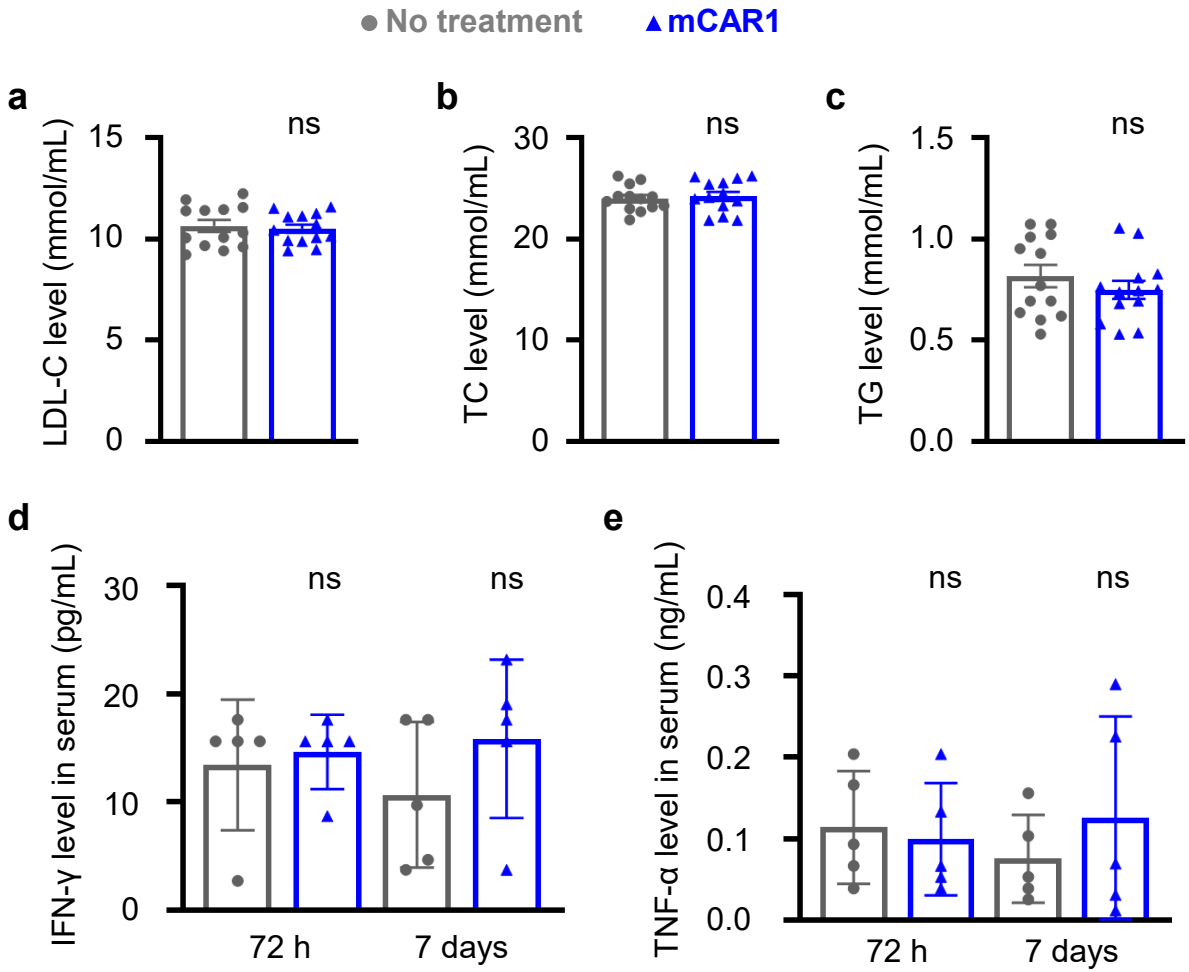 No treatment mCAR1
a
LDL-C level (mmol/mL)
15
10
5
0
ns
b
TC level (mmol/mL)
30
20
10
0
ns
c
TG level (mmol/mL)
1.5
1.0
0.5
0.0
ns
d
IFN-γ level in serum (pg/mL)
30
20
10
0
ns ns
72 h 7 days
e
TNF-α level in serum (ng/mL)
0.4
0.3
0.2
0.1
0.0
ns ns
72 h 7 days